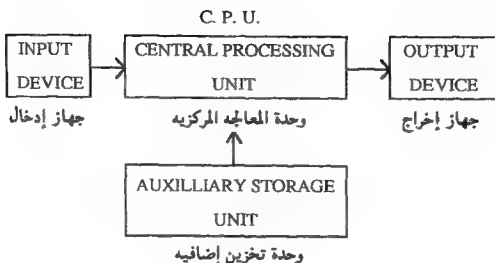 C. P. U.
INPUT DEVICE
جهاز إدخال
CENTRAL PROCESSING UNIT
وحدة المعالجه المركزيه
OUTPUT DEVICE
جهاز إخراج
AUXILLIARY STORAGE UNIT
وحدة تخزين إضافيه